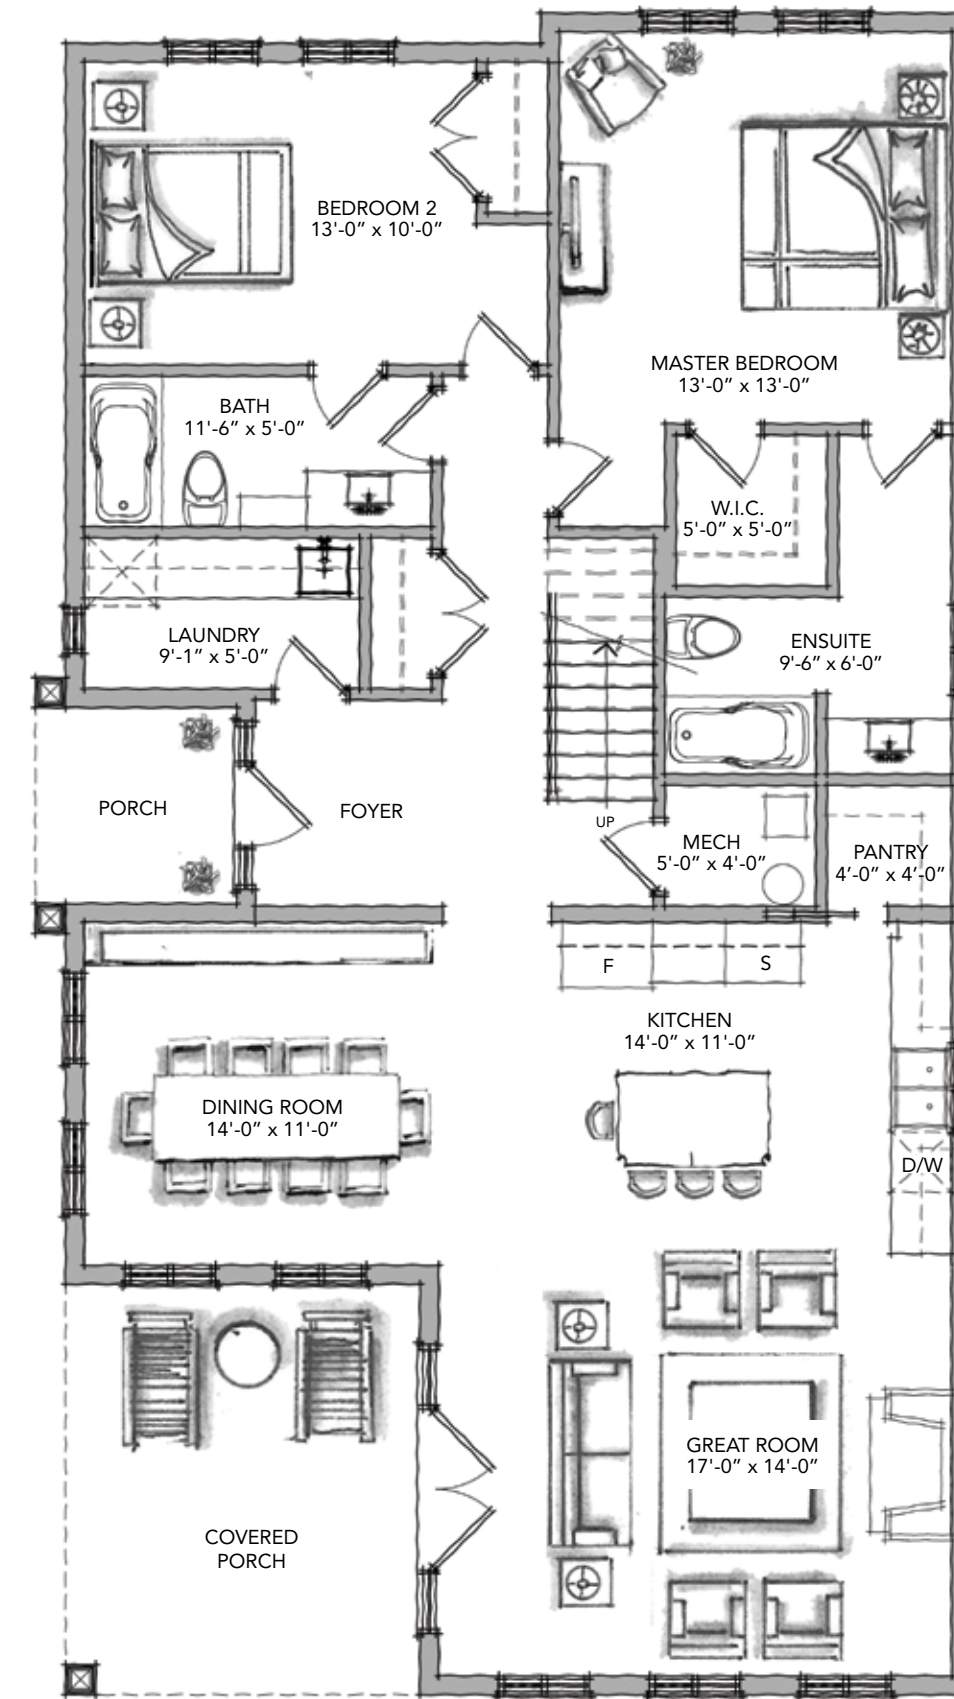 BEDROOM 2
13'-0" x 10'-0"
MASTER BEDROOM
13'-0" x 13'-0"
BATH
11'-6" x 5'-0"
W.I.C.
5'-0" x 5'-0"
LAUNDRY
9'-1" x 5'-0"
ENSUITE
9'-6" x 6'-0"
PORCH
FOYER
UP
MECH
5'-0" x 4'-0"
PANTRY
4'-0" x 4'-0"
F
S
KITCHEN
14'-0" x 11'-0"
DINING ROOM
14'-0" x 11'-0"
D/W
GREAT ROOM
17'-0" x 14'-0"
COVERED
PORCH